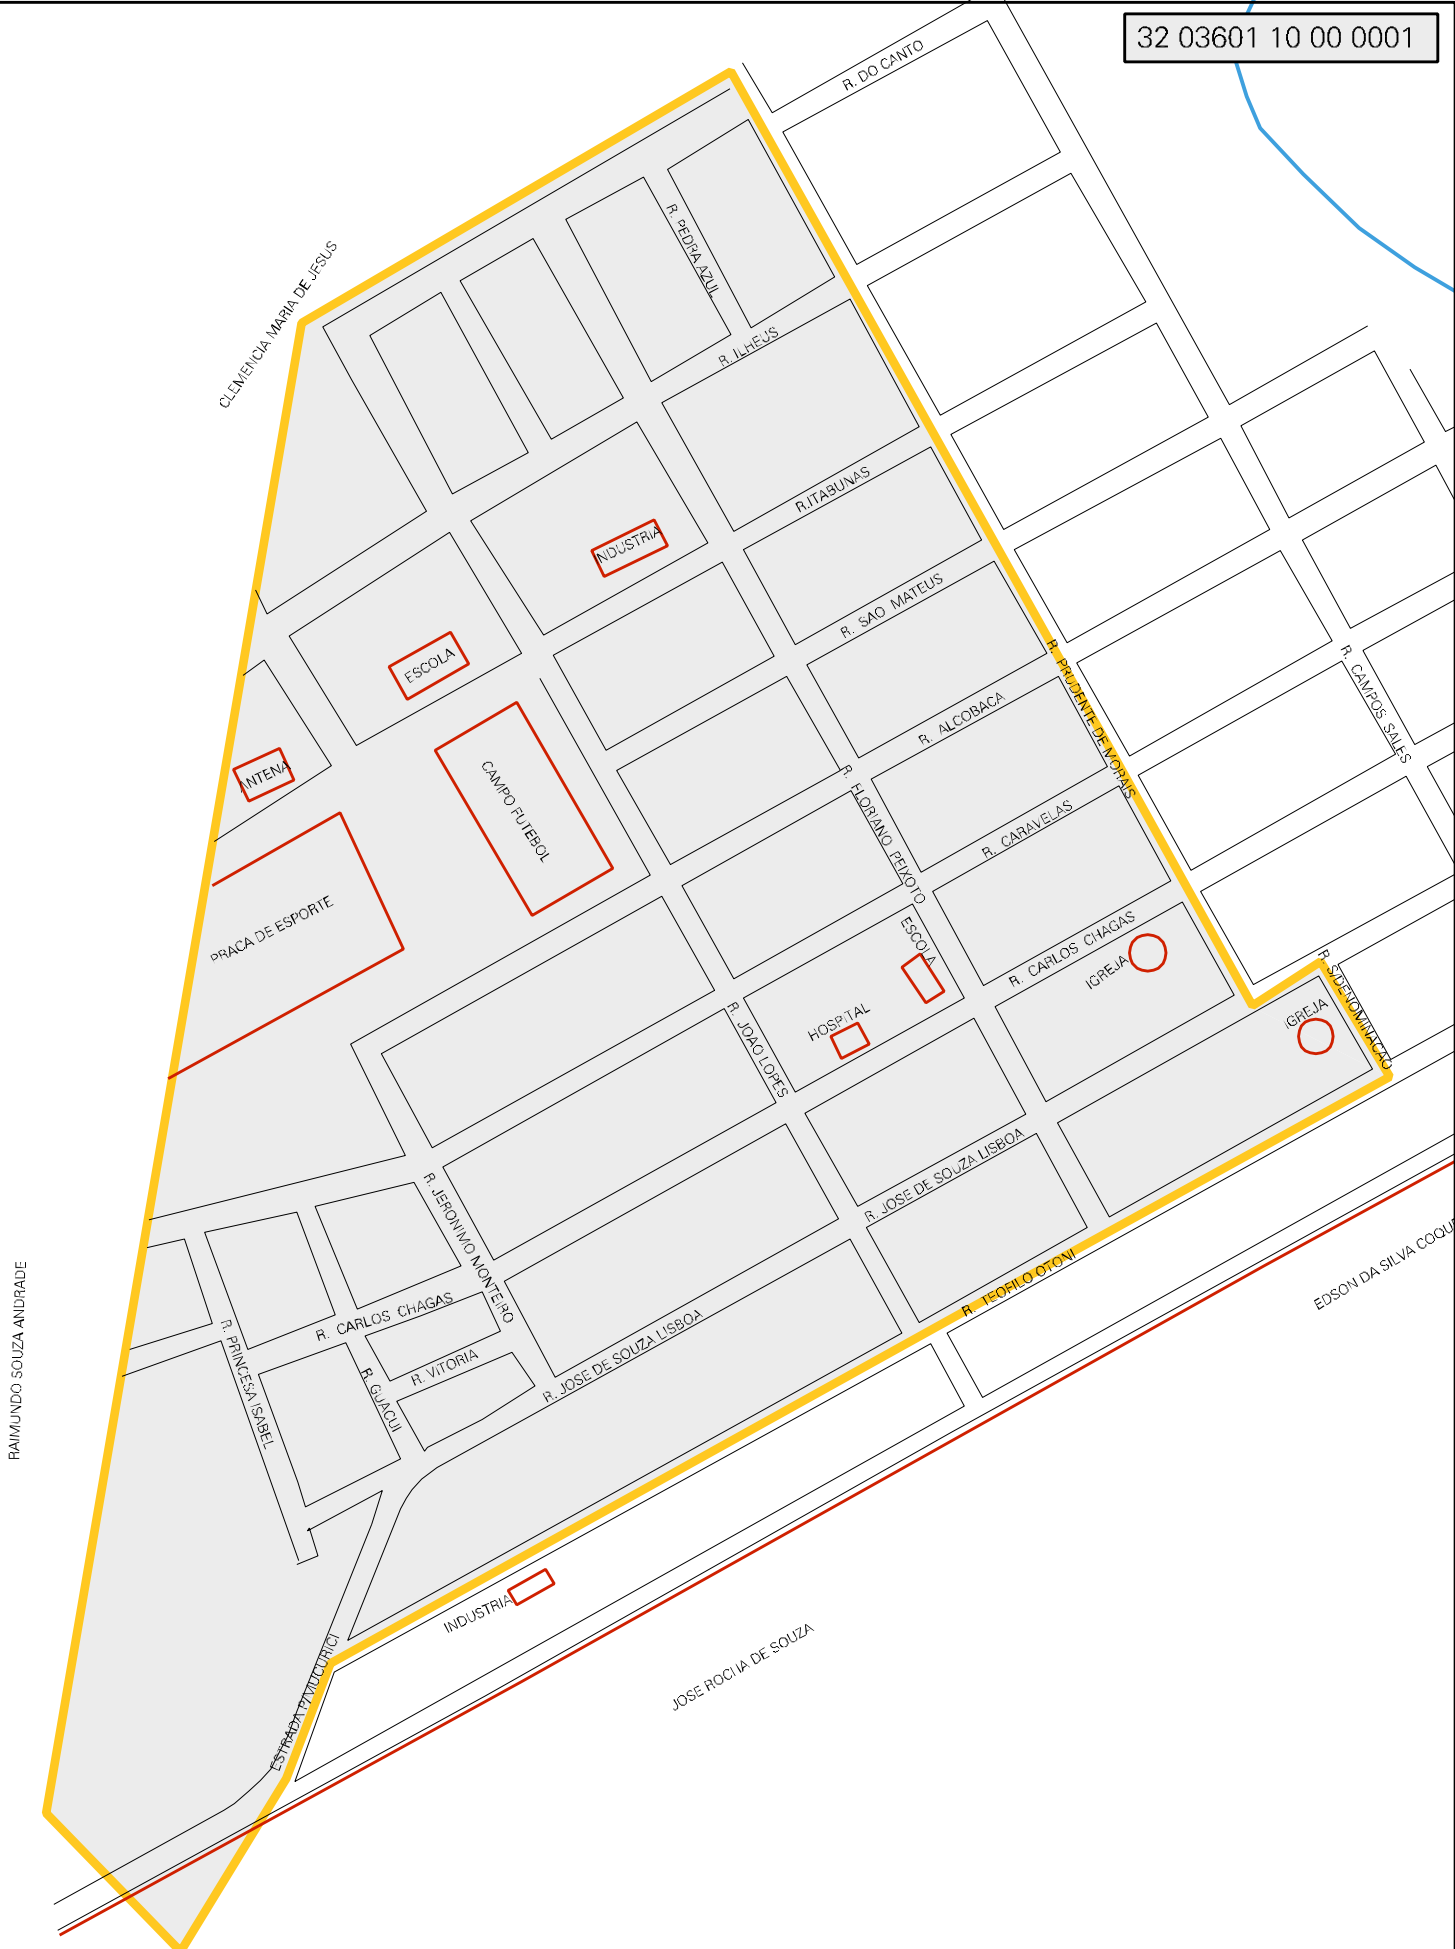 32 03601 10 00 0001
R. DO CANTO
CLEMENCIA MARIA DE JESUS
R. PEDRA AZUL
R. ILHEUS
R.ITABUNAS
INDUSTRIA
R. SAO MATEUS
ESCOLA
R. PRUDENTE DE MORAIS
R. CAMPOS SALES
R. ALCOBACA
ANTENA
CAMPO FUTEBOL
R. FLORIANO PEIXOTO
R. CARAVELAS
PRACA DE ESPORTE
ESCOLA
R. CARLOS CHAGAS
IGREJA
R. S/DENOMINACAO
IGREJA
HOSPITAL
R. JOAO LOPES
R. JOSE DE SOUZA LISBOA
R. JERONIMO MONTEIRO
EDSON DA SILVA COQU
R. TEOFILO OTONI
RAIMUNDO SOUZA ANDRADE
R. CARLOS CHAGAS
R. PRINCESA ISABEL
R. VITORIA
R. GUACUI
R. JOSE DE SOUZA LISBOA
INDUSTRIA
ESTRADA P/MUCURICI
JOSE ROCHA DE SOUZA